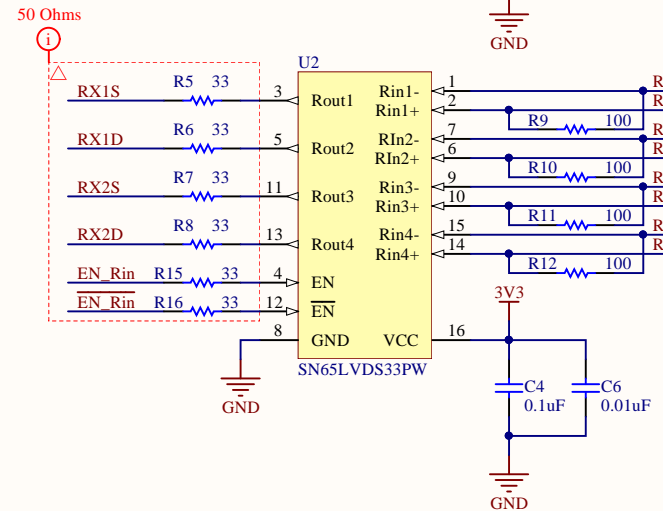 50 Ohms
i
GND
U2
RX1S R5 33 3 Rout1
RX1D R6 33 5 Rout2
RX2S R7 33 11 Rout3
RX2D R8 33 13 Rout4
EN_Rin R15 33 4 EN
EN_Rin R16 33 12 EN
8 GND
GND
Rin1- 1 R
Rin1+ 2 R
R9 100
RIn2- 7 R
RIn2+ 6 R
R10 100
Rin3- 9 R
Rin3+ 10 R
R11 100
Rin4- 15 R
Rin4+ 14 R
R12 100
VCC 16
SN65LVDS33PW
3V3
C4
0.1uF
C6
0.01uF
GND